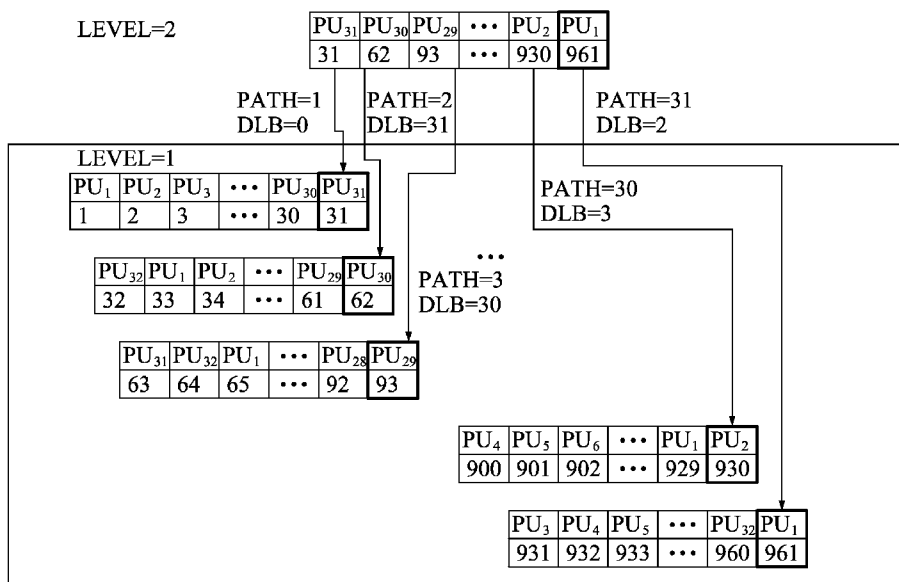 LEVEL=2
PU31 PU30 PU29 ••• PU2 PU1
31 62 93 ••• 930 961
PATH=1 PATH=2 PATH=31
DLB=0 DLB=31 DLB=2
LEVEL=1
PU1 PU2 PU3 ••• PU30 PU31
1 2 3 ••• 30 31
PATH=30
DLB=3
•••
PU32 PU1 PU2 ••• PU29 PU30
32 33 34 ••• 61 62
PATH=3
DLB=30
PU31 PU32 PU1 ••• PU28 PU29
63 64 65 ••• 92 93
PU4 PU5 PU6 ••• PU1 PU2
900 901 902 ••• 929 930
PU3 PU4 PU5 ••• PU32 PU1
931 932 933 ••• 960 961